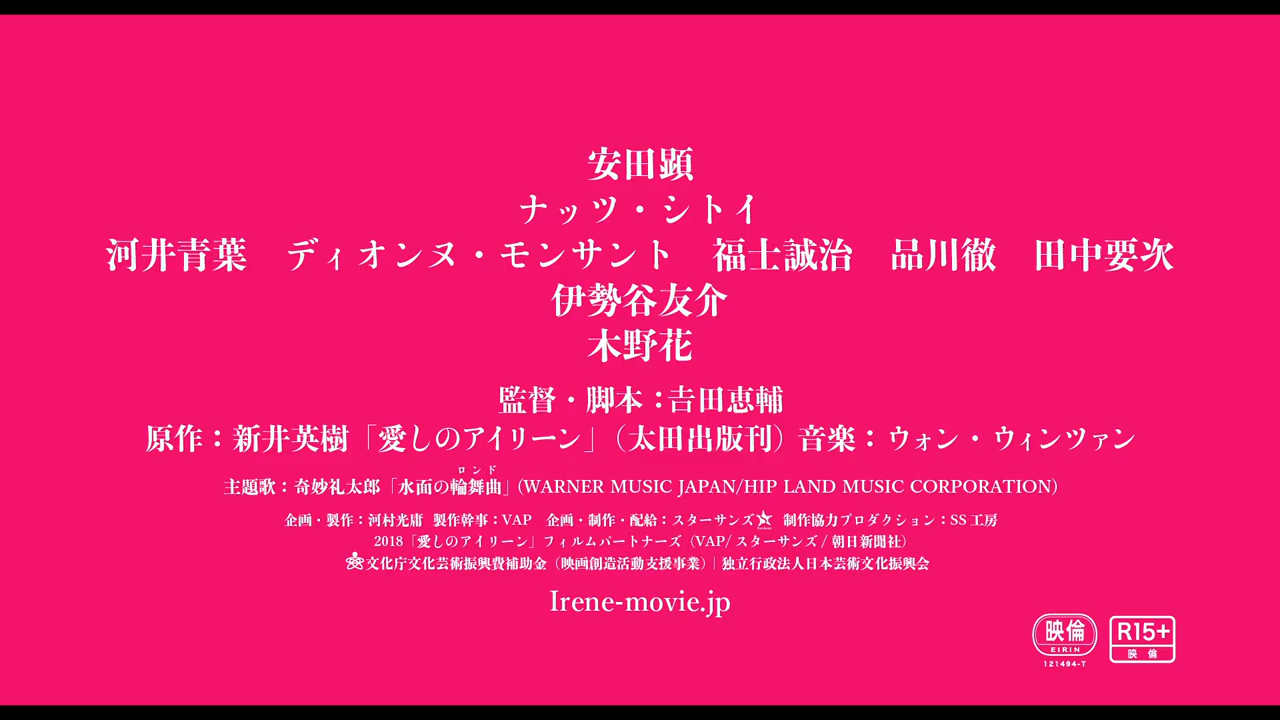 安田顕
ナッツ・シトイ
河井青葉　ディオンヌ・モンサント　福士誠治　品川徹　田中要次
伊勢谷友介
木野花
監督・脚本：𠮷田恵輔
原作：新井英樹「愛しのアイリーン」（太田出版刊）音楽：ウォン・ウィンツァン
ロンド
主題歌：奇妙礼太郎「水面の輪舞曲」(WARNER MUSIC JAPAN/HIP LAND MUSIC CORPORATION)
企画・製作：河村光庸　製作幹事：VAP　企画・制作・配給：スターサンズ　制作協力プロダクション：SS工房
2018「愛しのアイリーン」フィルムパートナーズ（VAP/スターサンズ/朝日新聞社）
文化庁文化芸術振興費補助金（映画創造活動支援事業）| 独立行政法人日本芸術文化振興会
Irene-movie.jp
映倫
EIRIN
121494-T
R15+
映倫